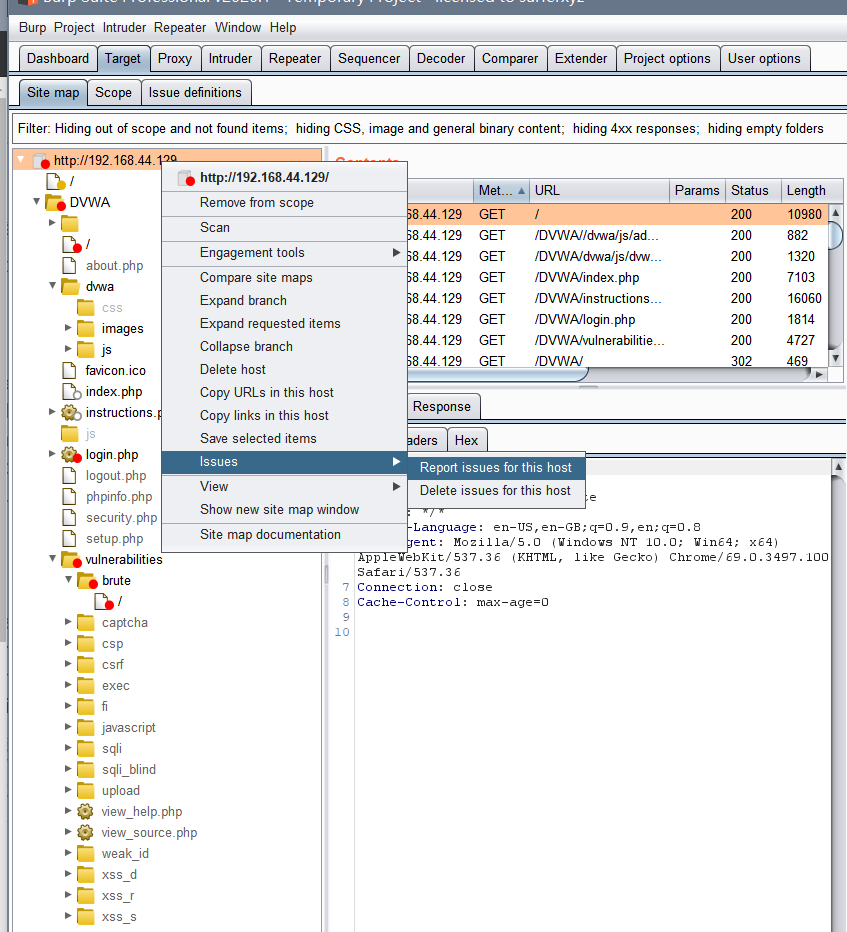 Burp Suite Professional v2020.1 - Temporary Project - licensed to surferxyz
Burp Project Intruder Repeater Window Help
Dashboard Target Proxy Intruder Repeater Sequencer Decoder Comparer Extender Project options User options
Site map Scope Issue definitions
Filter: Hiding out of scope and not found items; hiding CSS, image and general binary content; hiding 4xx responses; hiding empty folders
http://192.168.44.129
/
DVWA
/
about.php
dvwa
css
images
js
favicon.ico
index.php
instructions.p
js
login.php
logout.php
phpinfo.php
security.php
setup.php
vulnerabilities
brute
/
captcha
csp
csrf
exec
fi
javascript
sqli
sqli_blind
upload
view_help.php
view_source.php
weak_id
xss_d
xss_r
xss_s
http://192.168.44.129/
Remove from scope
Scan
Engagement tools
Compare site maps
Expand branch
Expand requested items
Collapse branch
Delete host
Copy URLs in this host
Copy links in this host
Save selected items
Issues
View
Show new site map window
Site map documentation
Report issues for this host
Delete issues for this host
Contents
Met... URL Params Status Length
68.44.129 GET / 200 10980
68.44.129 GET /DVWA//dvwa/js/ad... 200 882
68.44.129 GET /DVWA/dvwa/js/dvw... 200 1320
68.44.129 GET /DVWA/index.php 200 7103
68.44.129 GET /DVWA/instructions... 200 16060
68.44.129 GET /DVWA/login.php 200 1814
68.44.129 GET /DVWA/vulnerabilitie... 200 4727
68.44.129 GET /DVWA/ 302 469
Response
aders Hex
te
: */*
-Language: en-US,en-GB;q=0.9,en;q=0.8
gent: Mozilla/5.0 (Windows NT 10.0; Win64; x64)
AppleWebKit/537.36 (KHTML, like Gecko) Chrome/69.0.3497.100
Safari/537.36
7 Connection: close
8 Cache-Control: max-age=0
9
10